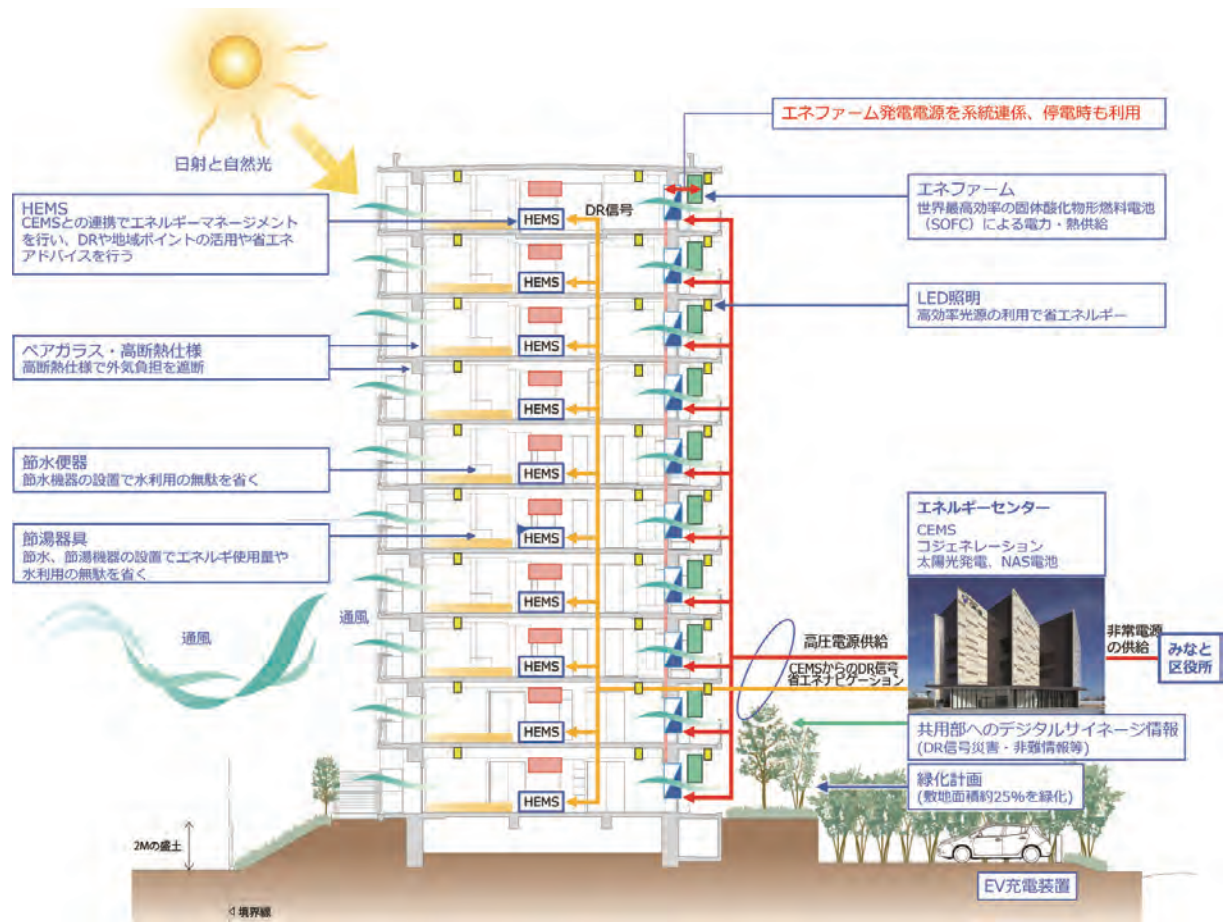 日射と自然光
エネファーム発電電源を系統連係、停電時も利用
HEMS
CEMSとの連携でエネルギーマネージメント
を行い、DRや地域ポイントの活用や省エネ
アドバイスを行う
DR信号
エネファーム
世界最高効率の固体酸化物形燃料電池
(SOFC)による電力・熱供給
HEMS
HEMS
LED照明
高効率光源の利用で省エネルギー
HEMS
ペアガラス・高断熱仕様
高断熱仕様で外気負担を遮断
HEMS
節水便器
節水機器の設置で水利用の無駄を省く
HEMS
節湯器具
節水、節湯機器の設置でエネルギ使用量や
水利用の無駄を省く
HEMS
エネルギーセンター
CEMS
コジェネレーション
太陽光発電、NAS電池
HEMS
通風
通風
HEMS
高圧電源供給
CEMSからのDR信号
省エネナビゲーション
非常電源
の供給
みなと
区役所
HEMS
共用部へのデジタルサイネージ情報
(DR信号災害・非難情報等)
HEMS
緑化計画
(敷地面積約25%を緑化)
2Mの盛土
EV充電装置
境界線